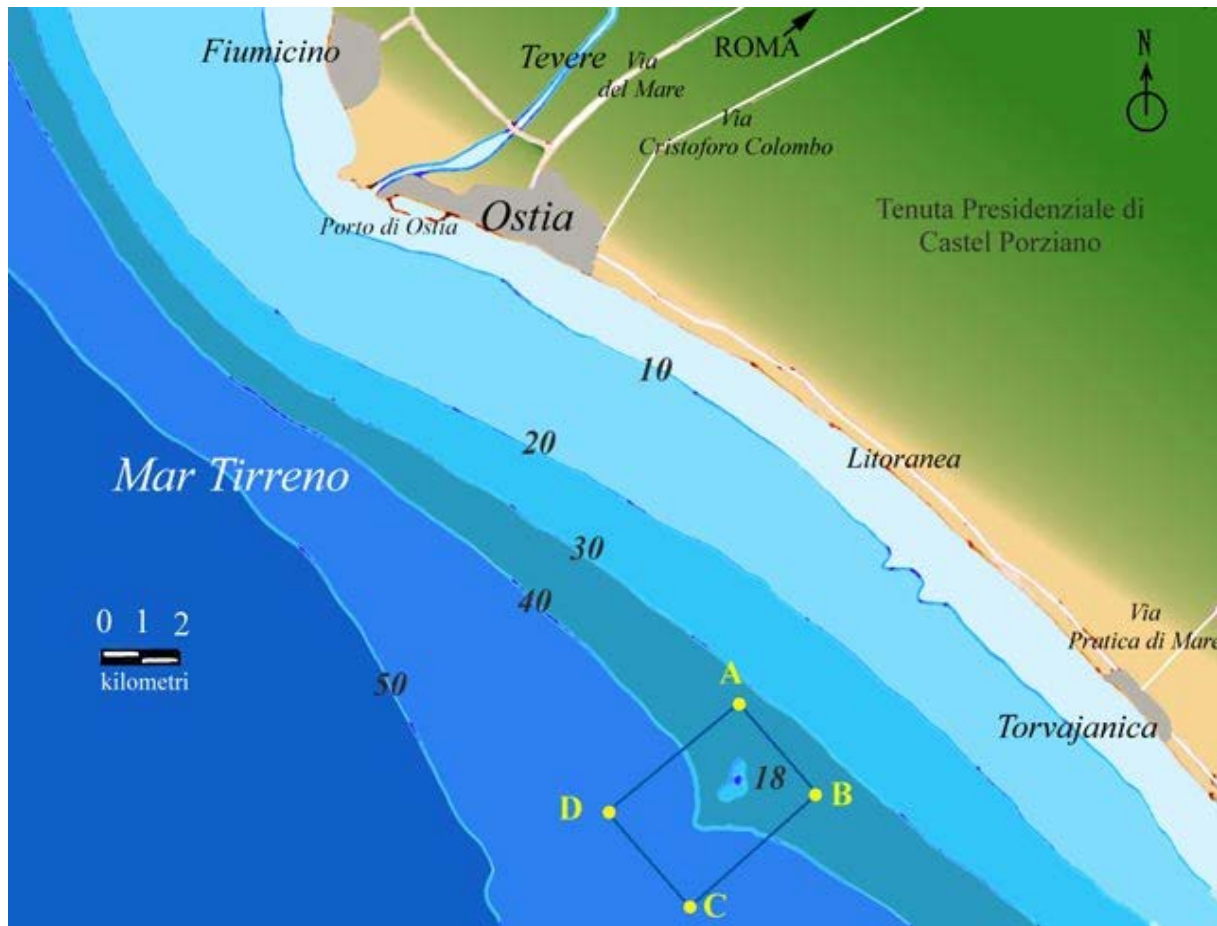 Fiumicino
Tevere
Via
del Mare
ROMA
N
Via
Cristoforo Colombo
Porto di Ostia
Ostia
Tenuta Presidenziale di
Castel Porziano
10
20
Litoranea
Mar Tirreno
30
40
0 1 2
kilometri
50
Via
Pratica di Mare
A
Torvajanica
18
B
D
C